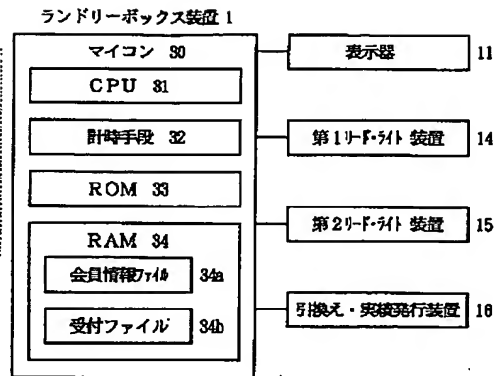 ランドリーボックス装置 1
マイコン 30
CPU 31
計時手段 32
ROM 33
RAM 34
会員情報ファイル 34a
受付ファイル 34b
表示器 11
第1リード・ライト 装置 14
第2リード・ライト 装置 15
引換え・実績発行装置 16